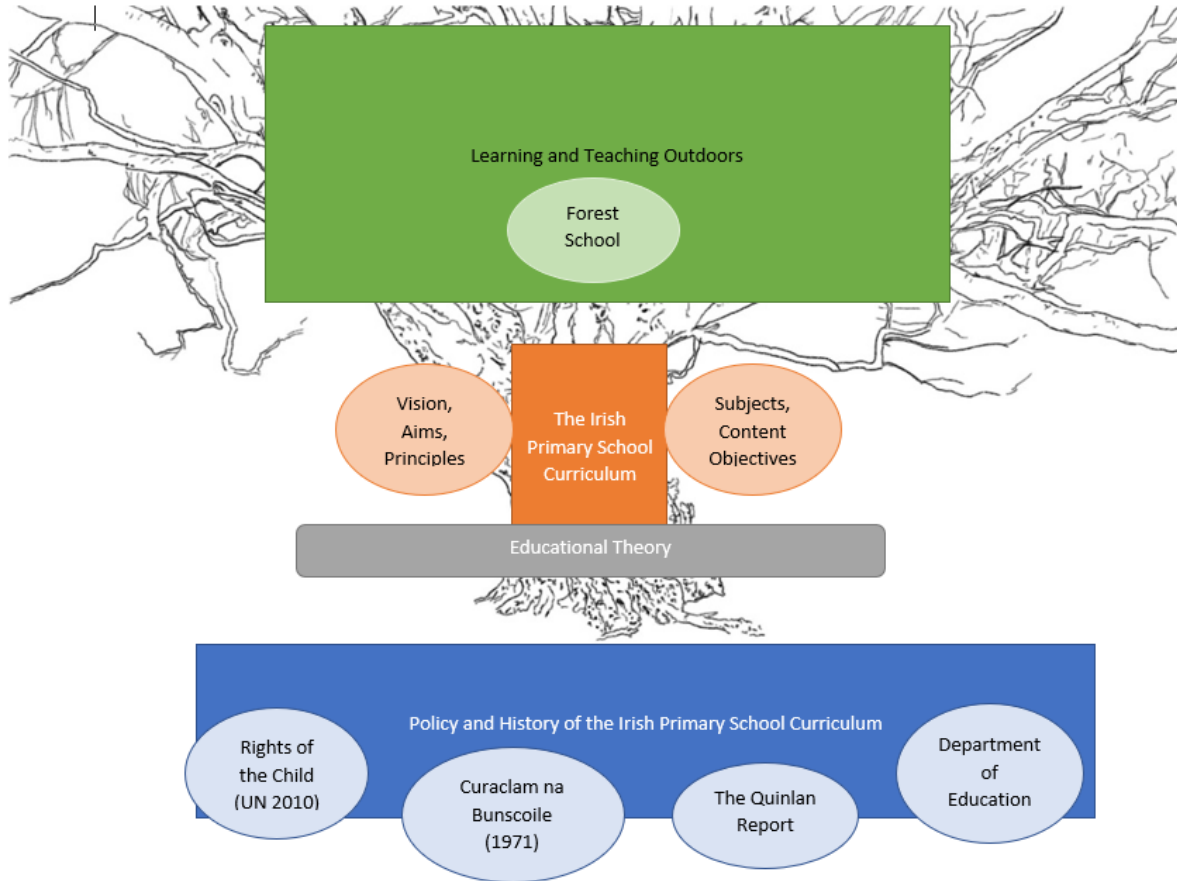 Learning and Teaching Outdoors
Forest
School
Vision,
Aims,
Principles
The Irish
Primary School
Curriculum
Subjects,
Content
Objectives
Educational Theory
Policy and History of the Irish Primary School Curriculum
Rights of
the Child
(UN 2010)
Curaclam na
Bunscoile
(1971)
The Quinlan
Report
Department
of
Education